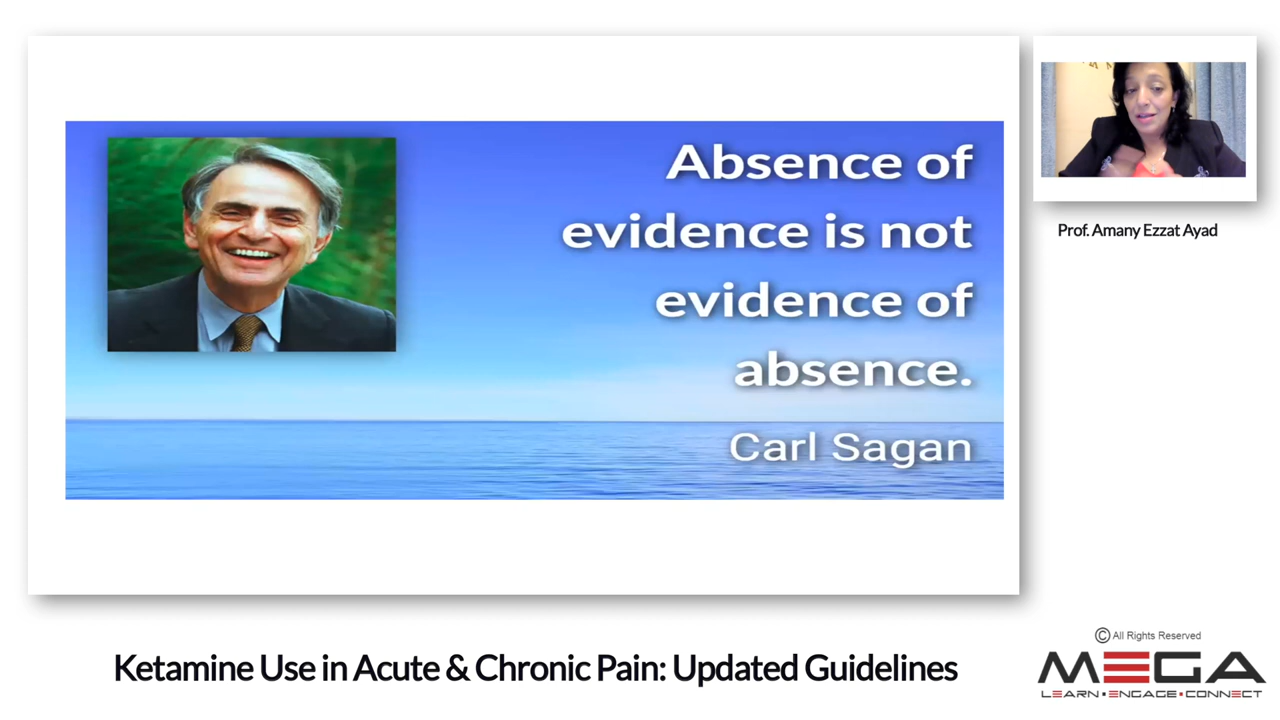 Absence of
evidence is not
evidence of
absence.
Carl Sagan
Prof. Amany Ezzat Ayad
Ketamine Use in Acute & Chronic Pain: Updated Guidelines
© All Rights Reserved
MEGA
LEARN • ENGAGE • CONNECT